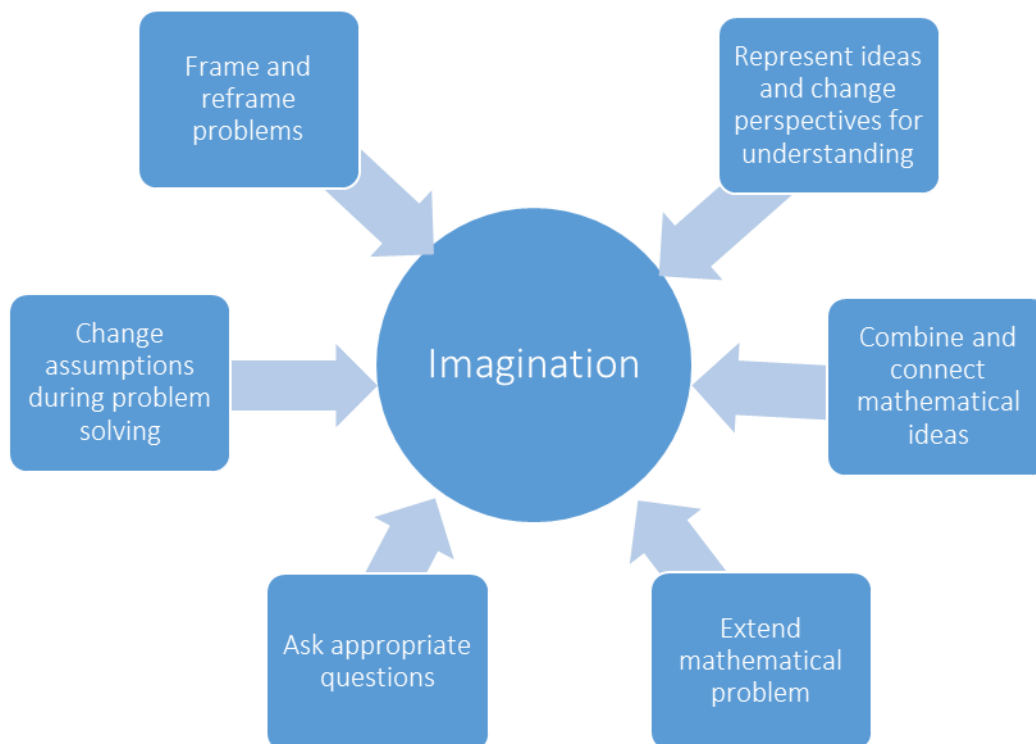 Frame and
reframe
problems
Represent ideas
and change
perspectives for
understanding
Change
assumptions
during problem
solving
Imagination
Combine and
connect
mathematical
ideas
Ask appropriate
questions
Extend
mathematical
problem